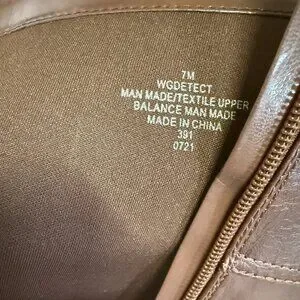 7M
WGDETECT
MAN MADE/TEXTILE UPPER
BALANCE MAN MADE
MADE IN CHINA
391
0721